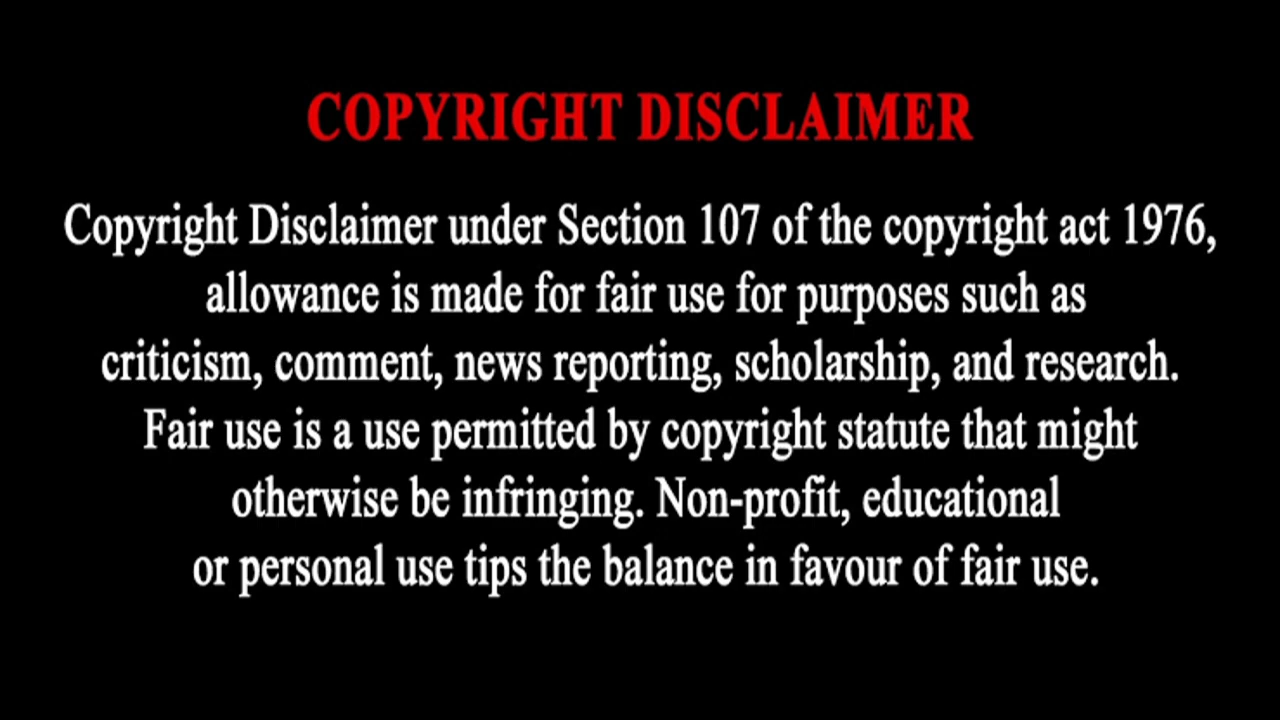 COPYRIGHT DISCLAIMER
Copyright Disclaimer under Section 107 of the copyright act 1976,
allowance is made for fair use for purposes such as
criticism, comment, news reporting, scholarship, and research.
Fair use is a use permitted by copyright statute that might
otherwise be infringing. Non-profit, educational
or personal use tips the balance in favour of fair use.